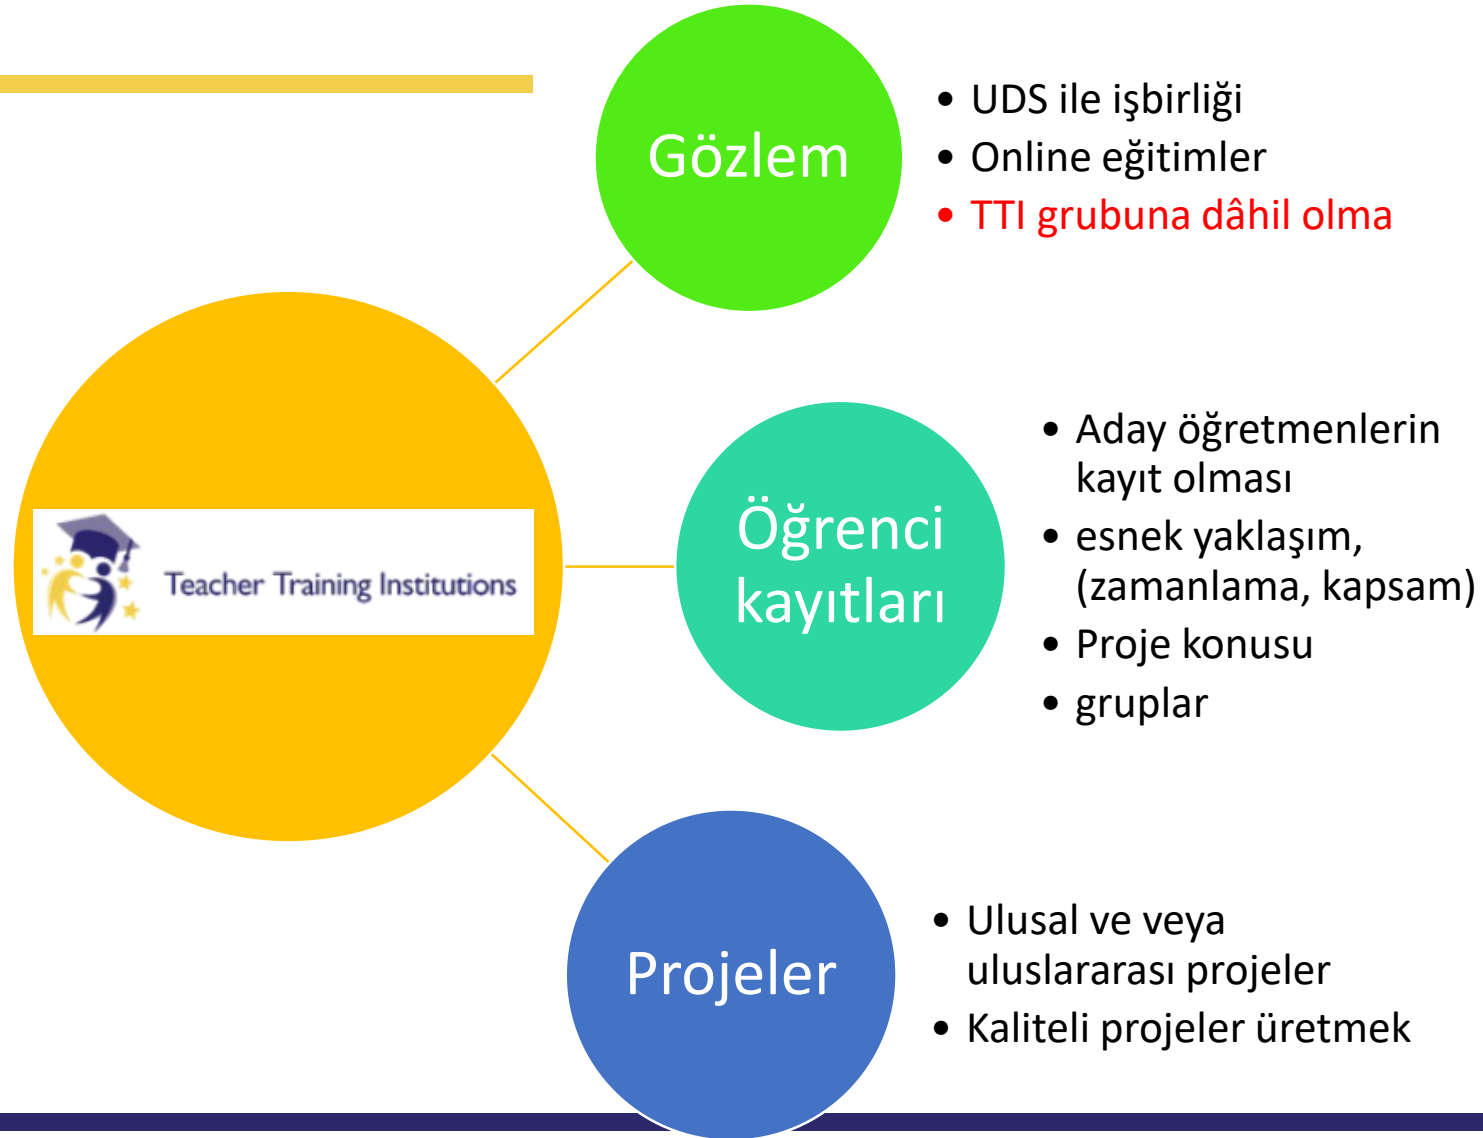 Gözlem
• UDS ile işbirliği
• Online eğitimler
• TTI grubuna dâhil olma
Teacher Training Institutions
Öğrenci
kayıtları
• Aday öğretmenlerin
kayıt olması
• esnek yaklaşım,
(zamanlama, kapsam)
• Proje konusu
• gruplar
Projeler
• Ulusal ve veya
uluslararası projeler
• Kaliteli projeler üretmek